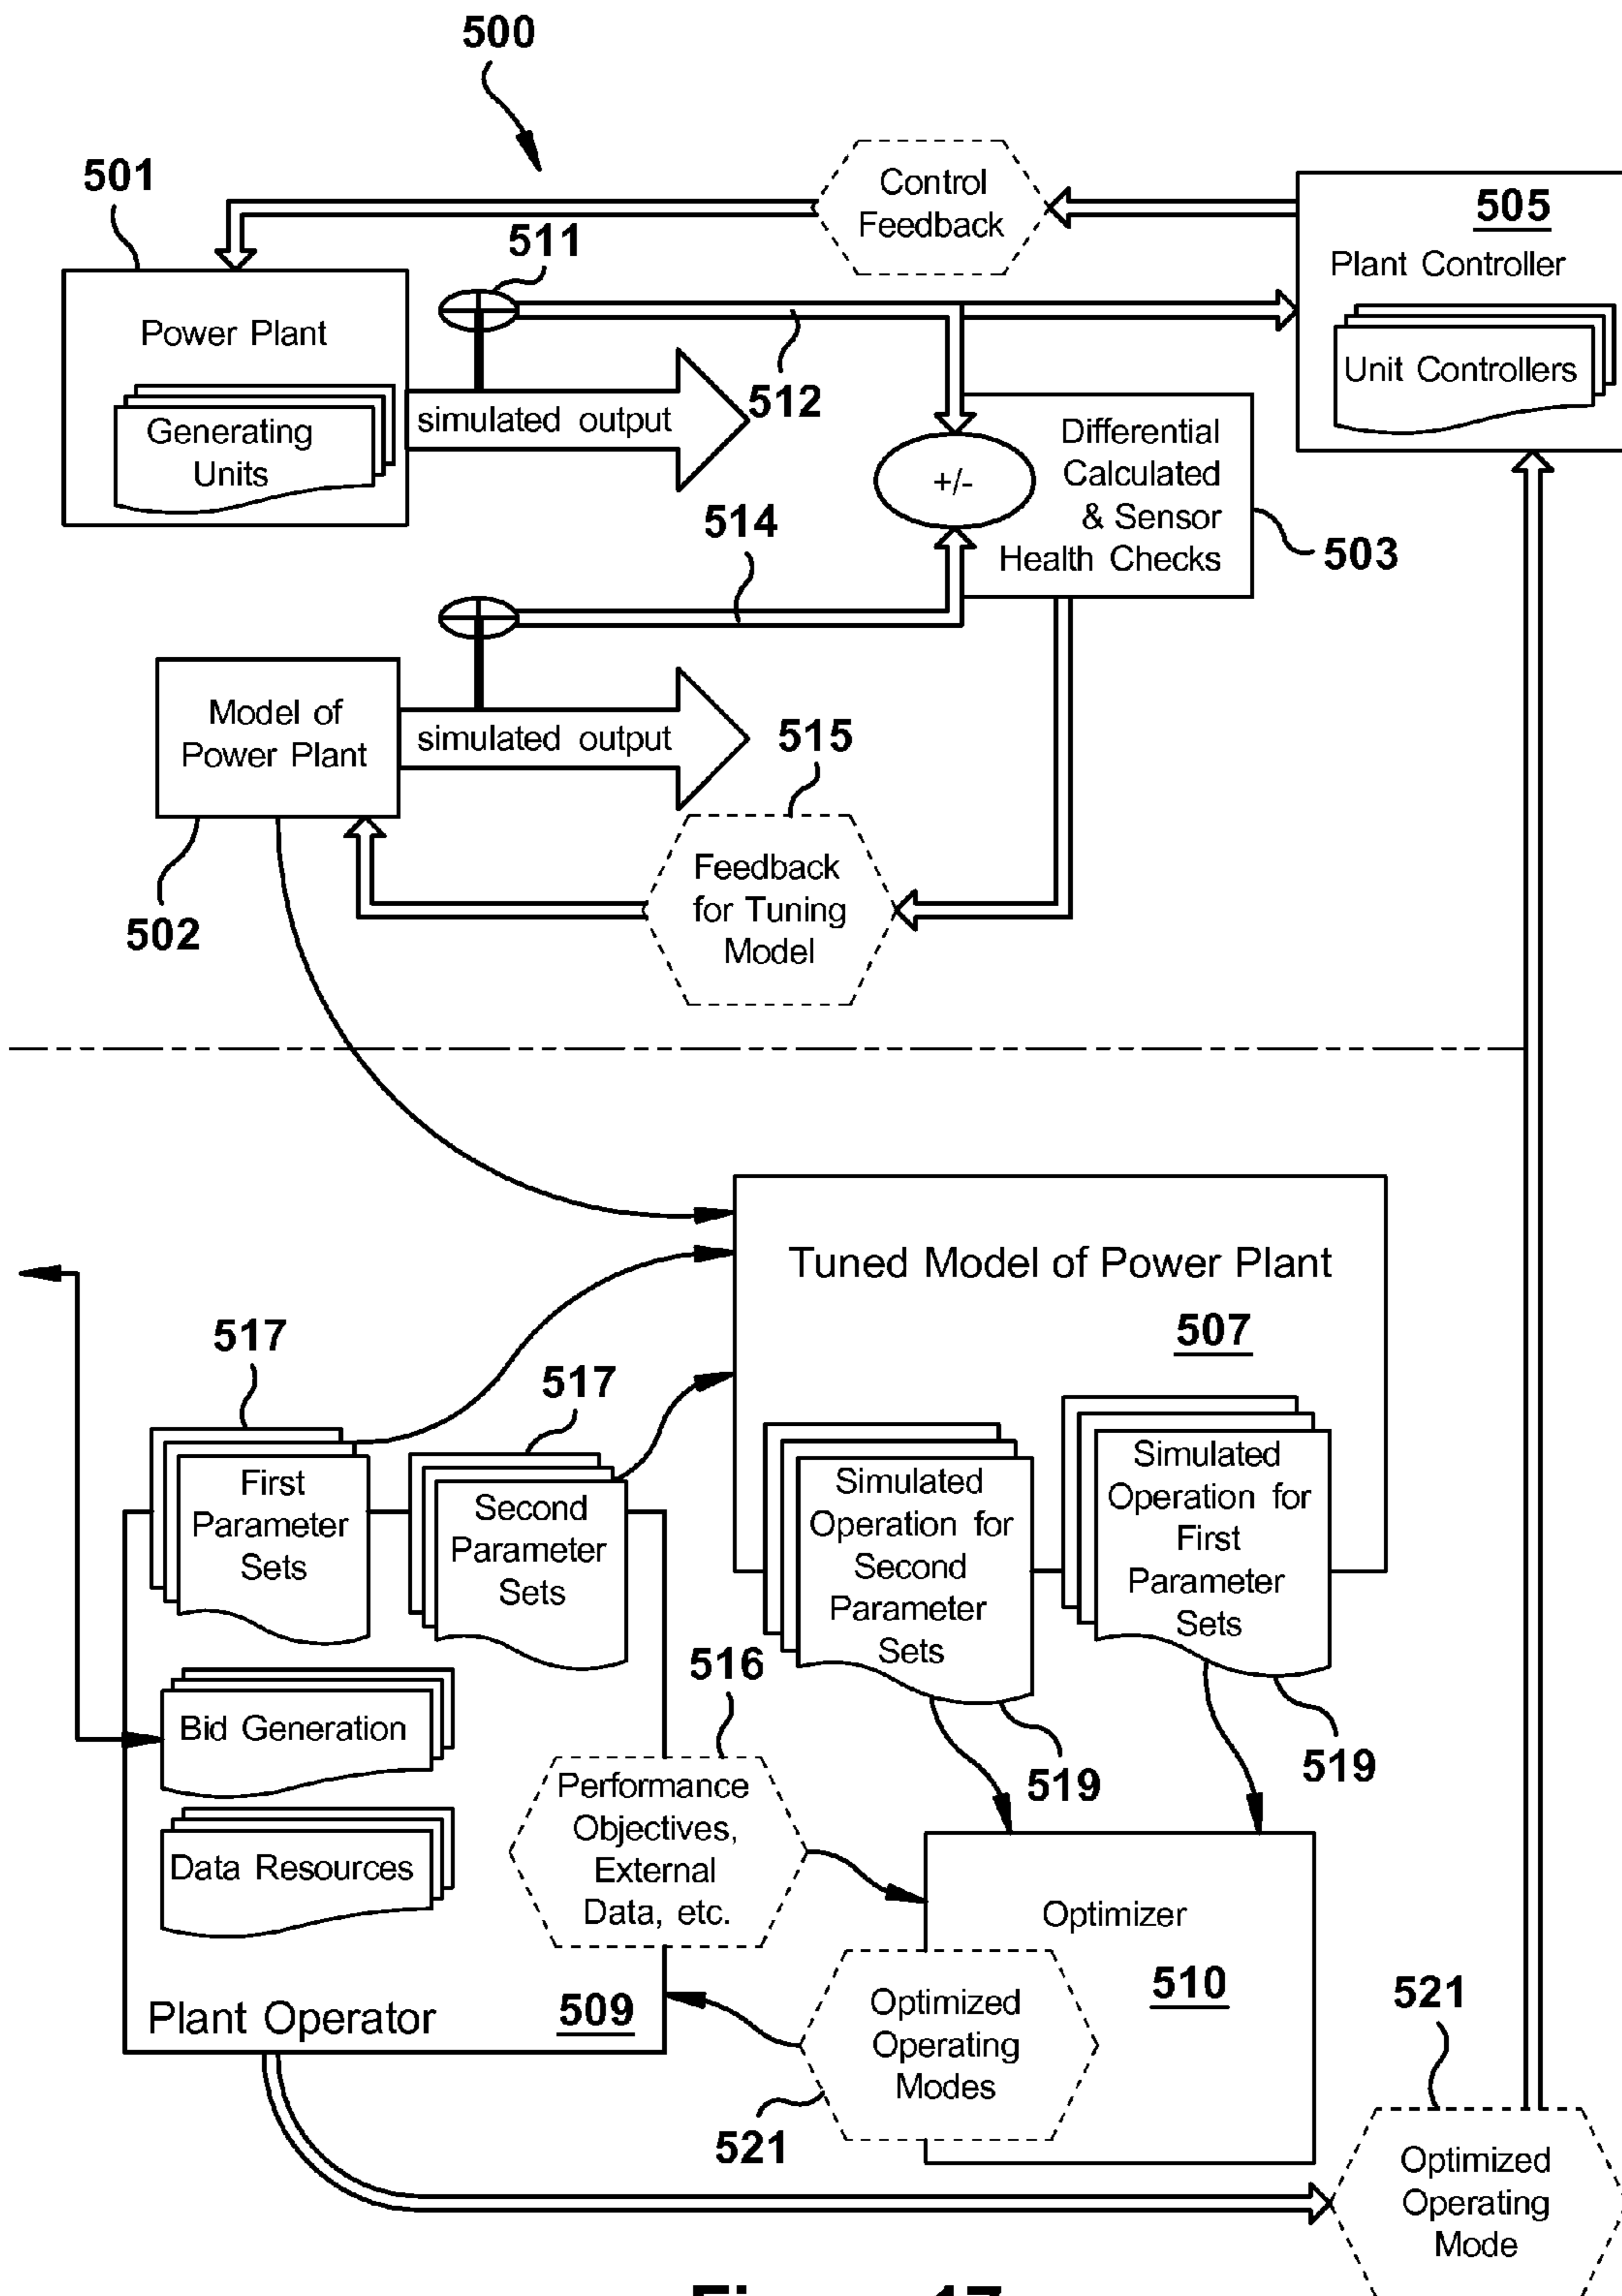 500
501
Control
Feedback
505
Plant Controller
Unit Controllers
511
Power Plant
Generating
Units
simulated output
512
Differential
Calculated
& Sensor
Health Checks
+/-
503
514
Model of
Power Plant
simulated output
515
502
Feedback
for Tuning
Model
Tuned Model of Power Plant
507
517
517
First
Parameter
Sets
Second
Parameter
Sets
Simulated
Operation for
Second
Parameter
Sets
Simulated
Operation for
First
Parameter
Sets
516
519
519
Bid Generation
Performance
Objectives,
External
Data, etc.
Data Resources
Optimizer
510
Plant Operator
509
Optimized
Operating
Modes
521
521
Optimized
Operating
Mode